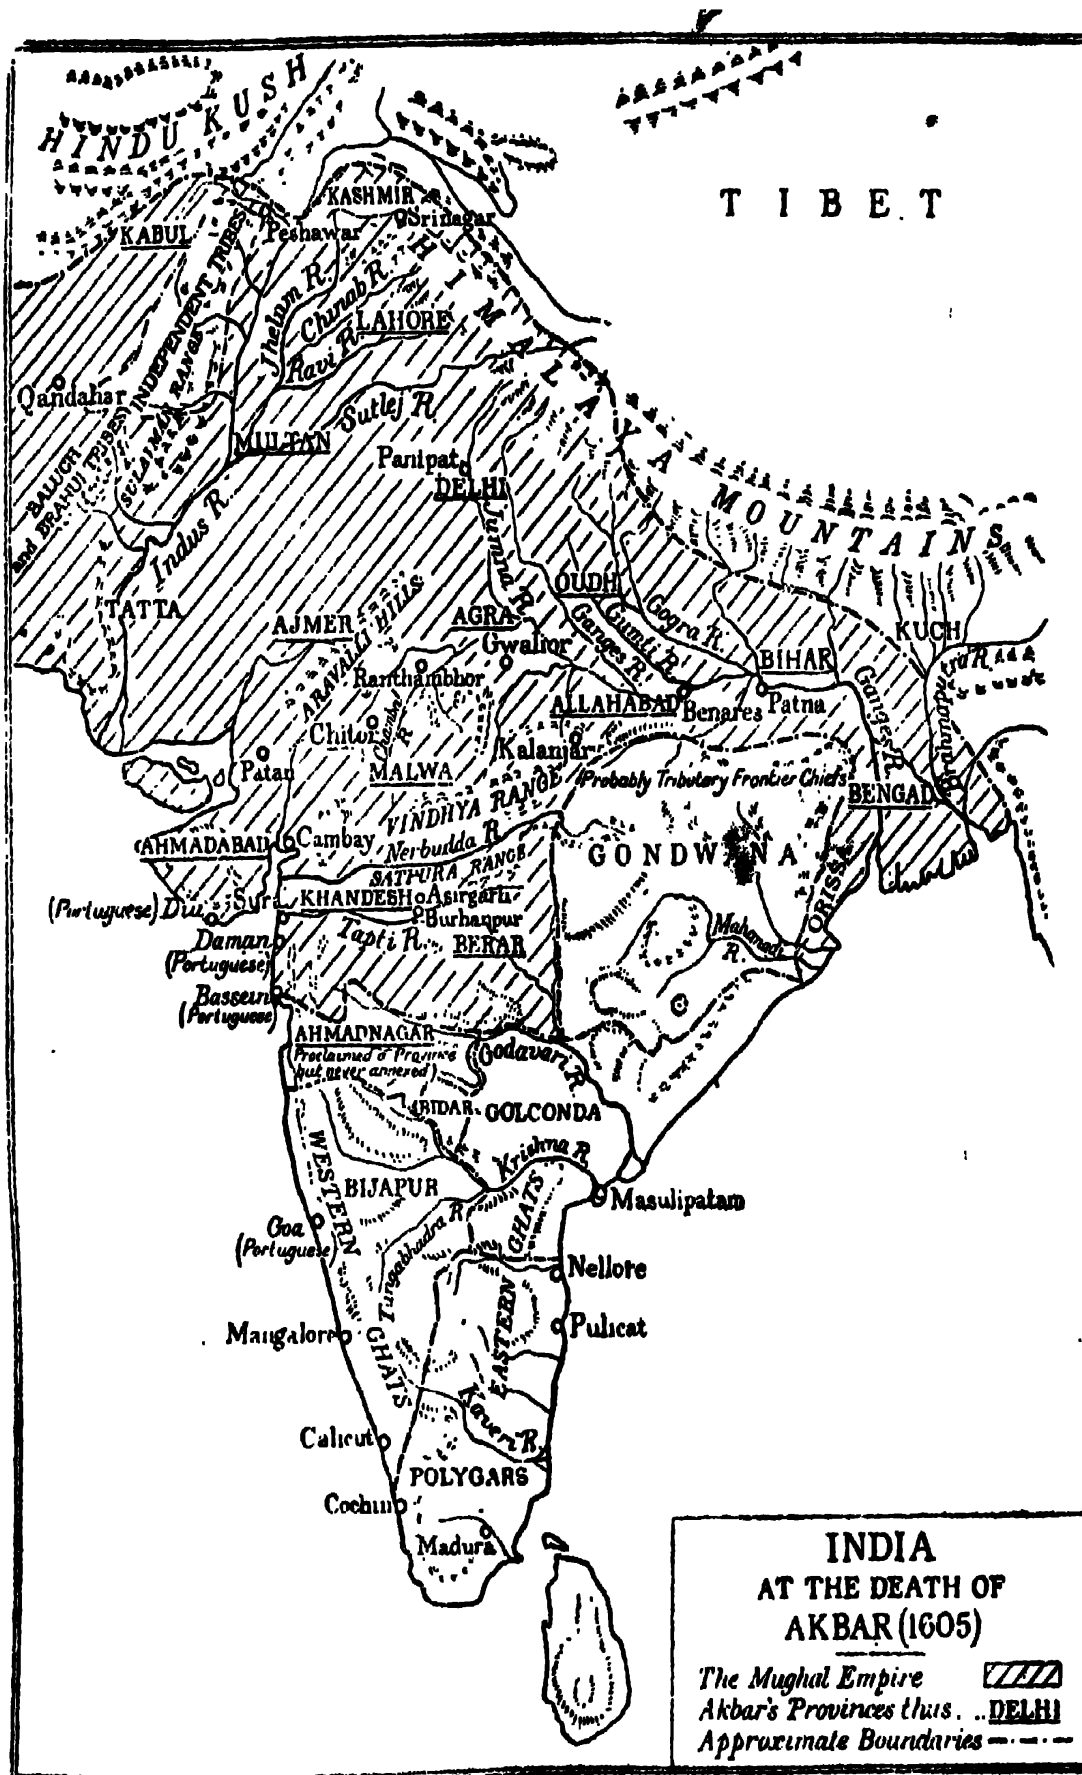 HINDU KUSH
TIBET
KASHMIR
Srinagar
KABUL
Peshawar
INDEPENDENT TRIBES
Jhelum R.
Chinab R.
LAHORE
Ravi R.
HIMALAYA MOUNTAINS
Qandahar
SULAIMAN RANGE
Sutlej R.
MULTAN
Panipat
DELHI
BALUCH
and BRAHUI TRIBES)
Indus R.
Jumna R.
TATTA
AJMER
ARAVALLI HILLS
AGRA
Gwalior
OUDH
Gogra R.
Gumti R.
Ganges R.
BIHAR
KUCH
Brahmaputra R.
Ranthambhor
ALLAHABAD
Benares
Patna
Ganges R.
Chitor
Chambal
R
Kalanjar
Patan
MALWA
VINDHYA RANGE
(Probably Tributary Frontier Chiefs)
BENGAD
AHMADABAD
Cambay
Nerbudda R.
GONDWANA
SATPURA RANGE
ORISSA
(Portuguese) Diu
Surat
KHANDESH
Asirgarh
Burhanpur
Tapti R.
BERAR
Mahanadi
R.
Daman
(Portuguese)
Bassein
(Portuguese)
AHMADNAGAR
(Proclaimed a Province
but never annexed)
Godavari R.
BIDAR
GOLCONDA
WESTERN GHATS
Krishna R.
BIJAPUR
Masulipatam
Goa
(Portuguese)
Tungabhadra R.
EASTERN GHATS
Nellore
Mangalore
Pulicat
Kaveri R.
Calicut
POLYGARS
Cochin
Madura
INDIA
AT THE DEATH OF
AKBAR (1605)
The Mughal Empire
Akbar's Provinces thus. .. DELHI
Approximate Boundaries